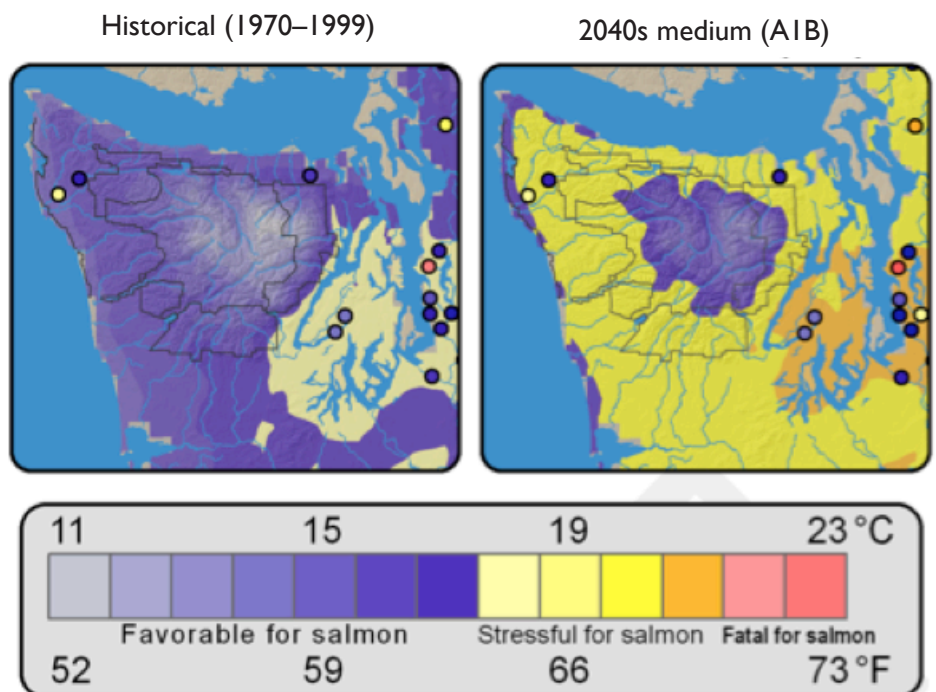 Historical (1970–1999)
2040s medium (A1B)
11 15 19 23 °C
Favorable for salmon Stressful for salmon Fatal for salmon
52 59 66 73 °F